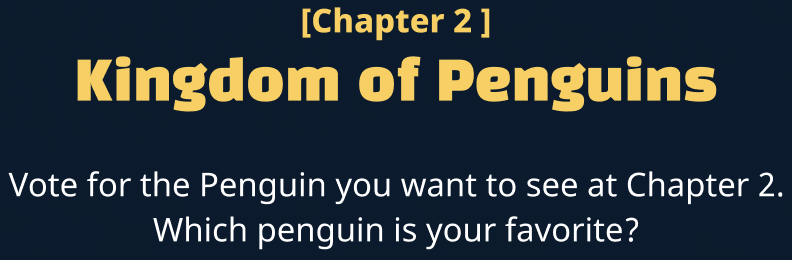 [Chapter 2 ]
Kingdom of Penguins
Vote for the Penguin you want to see at Chapter 2.
Which penguin is your favorite?